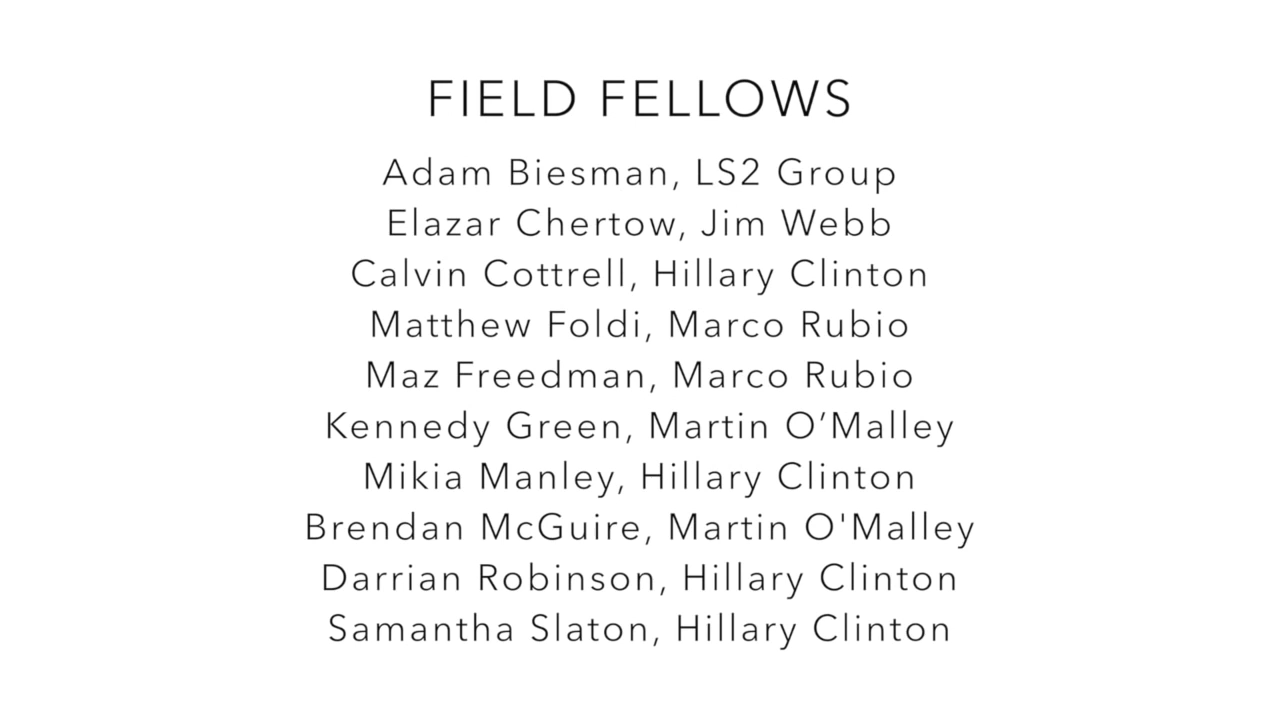 FIELD FELLOWS
Adam Biesman, LS2 Group
Elazar Chertow, Jim Webb
Calvin Cottrell, Hillary Clinton
Matthew Foldi, Marco Rubio
Maz Freedman, Marco Rubio
Kennedy Green, Martin O’Malley
Mikia Manley, Hillary Clinton
Brendan McGuire, Martin O'Malley
Darrian Robinson, Hillary Clinton
Samantha Slaton, Hillary Clinton